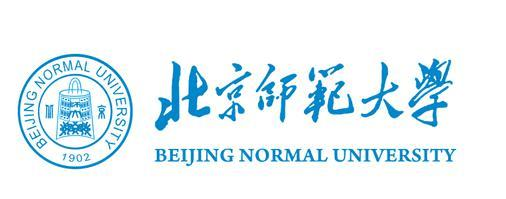 BEIJING NORMAL UNIVERSITY
1902
北京師範大學
BEIJING NORMAL UNIVERSITY